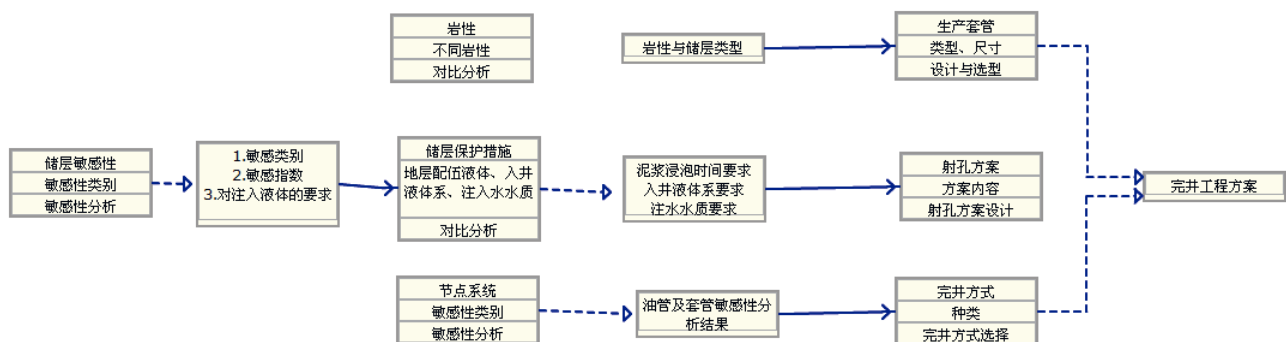 岩性
不同岩性
对比分析
岩性与储层类型
生产套管
类型、尺寸
设计与选型
储层敏感性
敏感性类别
敏感性分析
1.敏感类别
2.敏感指数
3.对注入液体的要求
储层保护措施
地层配伍液体、入井
液体系、注入水水质
对比分析
泥浆浸泡时间要求
入井液体系要求
注水水质要求
射孔方案
方案内容
射孔方案设计
完井工程方案
节点系统
敏感性类别
敏感性分析
油管及套管敏感性分
析结果
完井方式
种类
完井方式选择